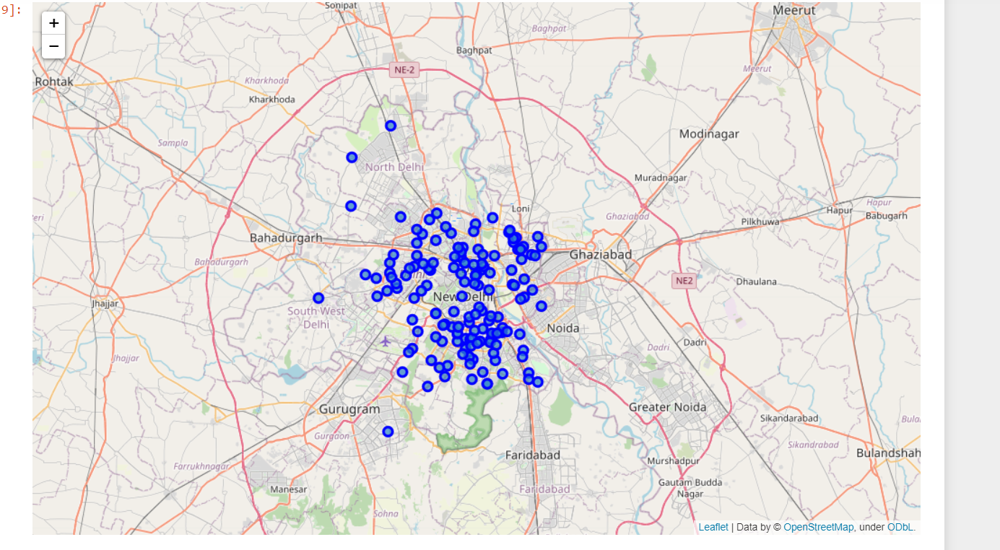 9]:
+
−
Sonipat
Meerut
Baghpat
Baghpat
NE-2
Meerut
Rohtak
Kharkhoda
Kharkhoda
Modinagar
Sampla
North Delhi
Muradnagar
Hapur
Loni
Hapur
Babugarh
Ghaziabad
Pilkhuwa
Bahadurgarh
Ghaziabad
Bahadurgarh
NE2
Dhaulana
New Delhi
Jhajjar
South West
Delhi
Noida
Dadri
Dadri
Jhajjar
Gurugram
Greater Noida
Sikandarabad
Gurgaon
Sikandrabad
Faridabad
Bulandshah
Murshadpur
Farrukhnagar
Gautam Budda
Nagar
Manesar
Faridabad
Sohna
Leaflet | Data by © OpenStreetMap, under ODbL.